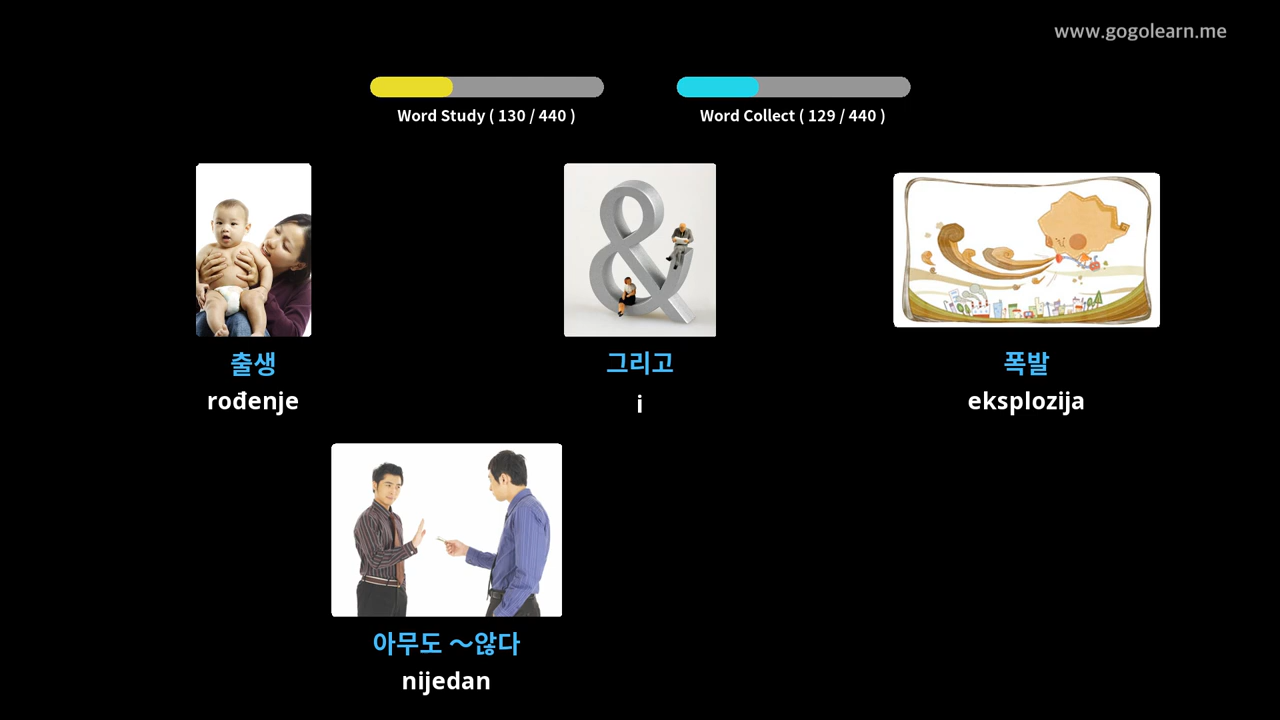 www.gogolearn.me
Word Study ( 130 / 440 )
Word Collect ( 129 / 440 )
출생
rođenje
그리고
i
폭발
eksplozija
아무도 ～않다
nijedan